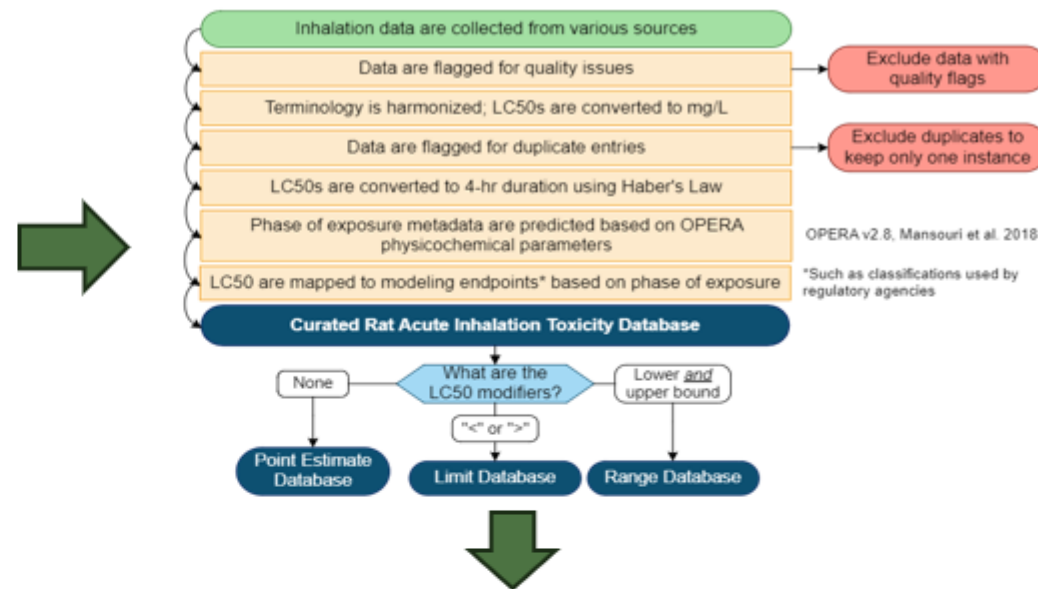 Inhalation data are collected from various sources
Data are flagged for quality issues
Exclude data with
quality flags
Terminology is harmonized; LC50s are converted to mg/L
Data are flagged for duplicate entries
Exclude duplicates to
keep only one instance
LC50s are converted to 4-hr duration using Haber's Law
Phase of exposure metadata are predicted based on OPERA
physicochemical parameters
OPERA v2.8, Mansouri et al. 2018
LC50 are mapped to modeling endpoints* based on phase of exposure
*Such as classifications used by
regulatory agencies
Curated Rat Acute Inhalation Toxicity Database
What are the
LC50 modifiers?
None
Lower and
upper bound
"<" or ">"
Point Estimate
Database
Limit Database
Range Database